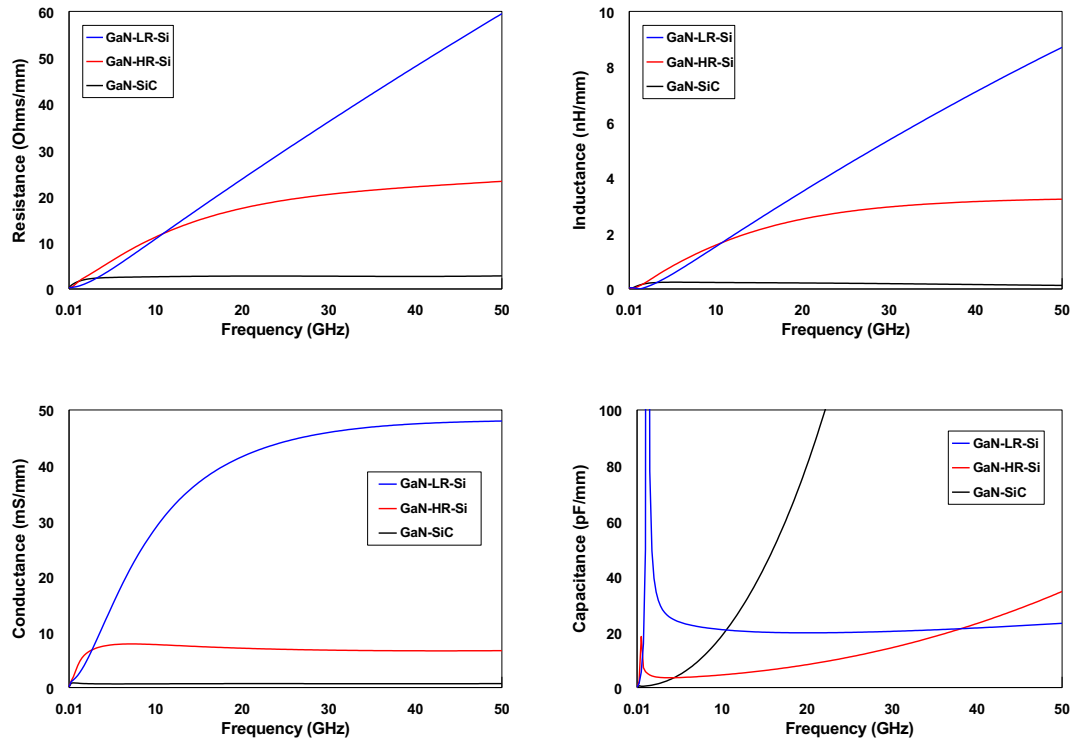 60
50
40
30
20
10
0
Resistance (Ohms/mm)
GaN-LR-Si
GaN-HR-Si
GaN-SiC
0.01 10 20 30 40 50
Frequency (GHz)
10
8
6
4
2
0
Inductance (nH/mm)
GaN-LR-Si
GaN-HR-Si
GaN-SiC
0.01 10 20 30 40 50
Frequency (GHz)
50
40
30
20
10
0
Conductance (mS/mm)
GaN-LR-Si
GaN-HR-Si
GaN-SiC
0.01 10 20 30 40 50
Frequency (GHz)
100
80
60
40
20
0
Capacitance (pF/mm)
GaN-LR-Si
GaN-HR-Si
GaN-SiC
0.01 10 20 30 40 50
Frequency (GHz)